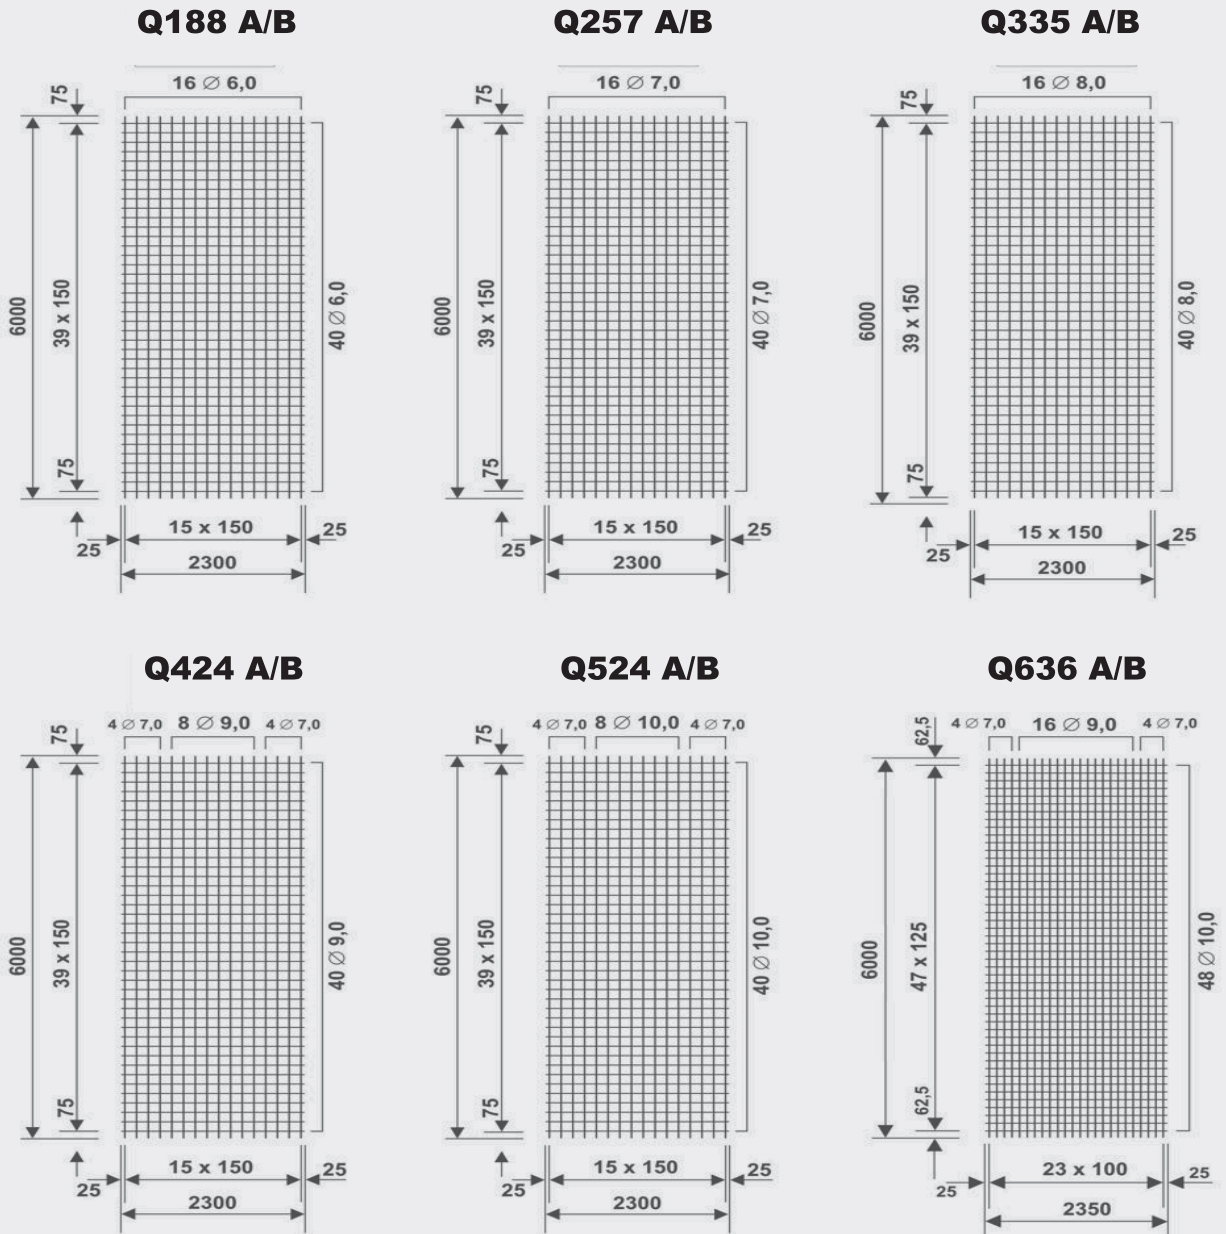 Q188 A/B
16 ∅ 6,0
75
6000
39 x 150
40 ∅ 6,0
75
25
15 x 150
25
2300
Q257 A/B
16 ∅ 7,0
75
6000
39 x 150
40 ∅ 7,0
75
25
15 x 150
25
2300
Q335 A/B
16 ∅ 8,0
75
6000
39 x 150
40 ∅ 8,0
75
25
15 x 150
25
2300
Q424 A/B
4 ∅ 7,0 8 ∅ 9,0 4 ∅ 7,0
75
6000
39 x 150
40 ∅ 9,0
75
25
15 x 150
25
2300
Q524 A/B
4 ∅ 7,0 8 ∅ 10,0 4 ∅ 7,0
75
6000
39 x 150
40 ∅ 10,0
75
25
15 x 150
25
2300
Q636 A/B
4 ∅ 7,0 16 ∅ 9,0 4 ∅ 7,0
62,5
6000
47 x 125
48 ∅ 10,0
62,5
25
23 x 100
25
2350